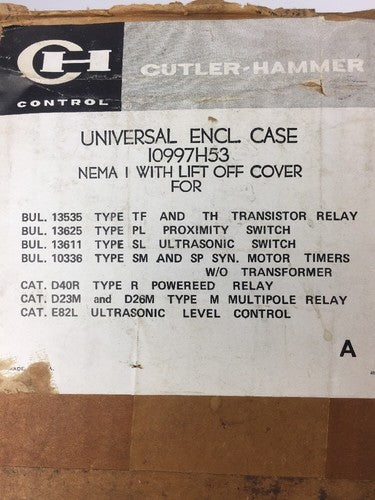 CH
CONTROL
CUTLER-HAMMER
UNIVERSAL ENCL. CASE
10997H53
NEMA 1 WITH LIFT OFF COVER
FOR
BUL. 13535 TYPE TF AND TH TRANSISTOR RELAY
BUL. 13625 TYPE PL PROXIMITY SWITCH
BUL. 13611 TYPE SL ULTRASONIC SWITCH
BUL. 10336 TYPE SM AND SP SYN. MOTOR TIMERS
W/O TRANSFORMER
CAT. D40R TYPE R POWEREED RELAY
CAT. D23M and D26M TYPE M MULTIPOLE RELAY
CAT. E82L ULTRASONIC LEVEL CONTROL
A